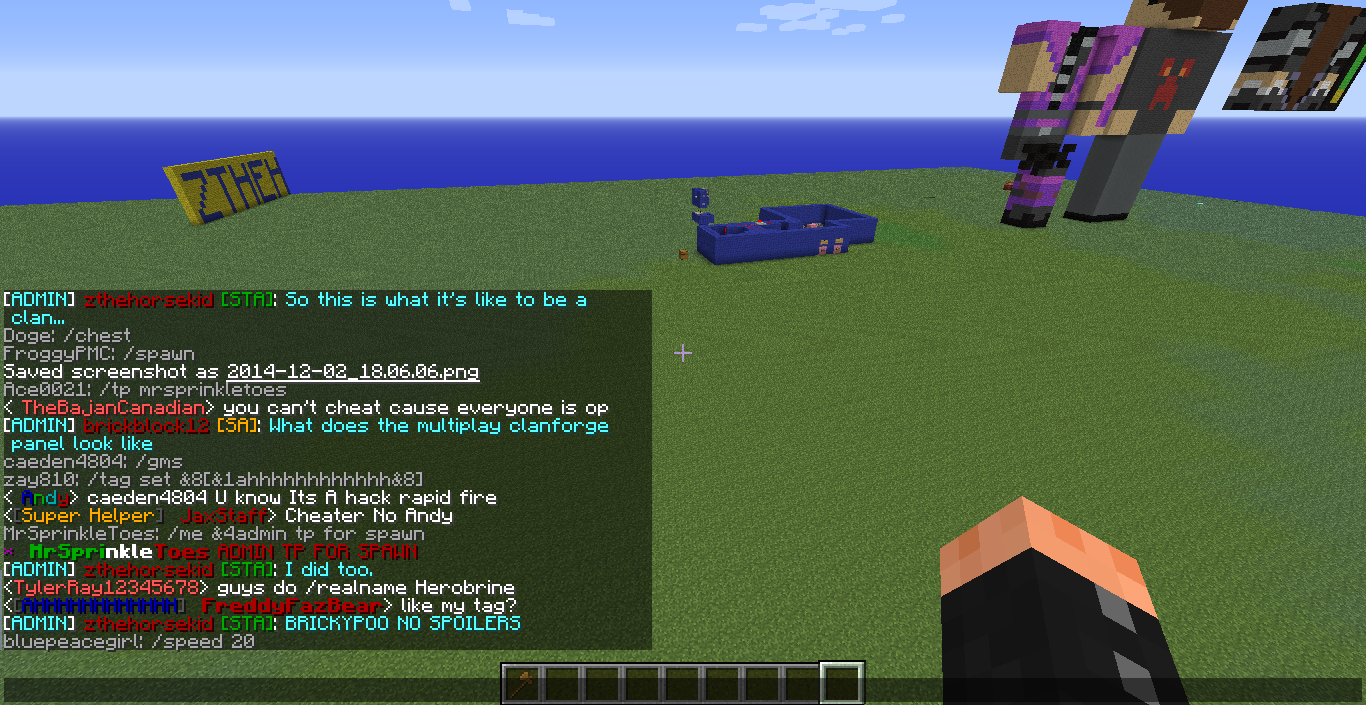 ZTHEH
[ADMIN] zthehorsekid [STA]: So this is what it's like to be a
clan...
Doge: /chest
FroggyPMC: /spawn
Saved screenshot as 2014-12-02_18.06.06.png
Ace0021: /tp mrsprinkletoes
< TheBajanCanadian> you can't cheat cause everyone is op
[ADMIN] brickblock12 [SA]: What does the multiplay clanforge
panel look like
caeden4804: /gms
zay810: /tag set &8[&1ahhhhhhhhhhhhh&8]
< Andy> caeden4804 U know Its A hack rapid fire
<[Super Helper] JaxStaff> Cheater No Andy
MrSprinkleToes: /me &4admin tp for spawn
* MrSprinkleToes ADMIN TP FOR SPAWN
[ADMIN] zthehorsekid [STA]: I did too.
<TylerRay12345678> guys do /realname Herobrine
<[AHHHHHHHHHHHHH] FreddyFazBear> like my tag?
[ADMIN] zthehorsekid [STA]: BRICKYPOO NO SPOILERS
bluepeacegirl: /speed 20